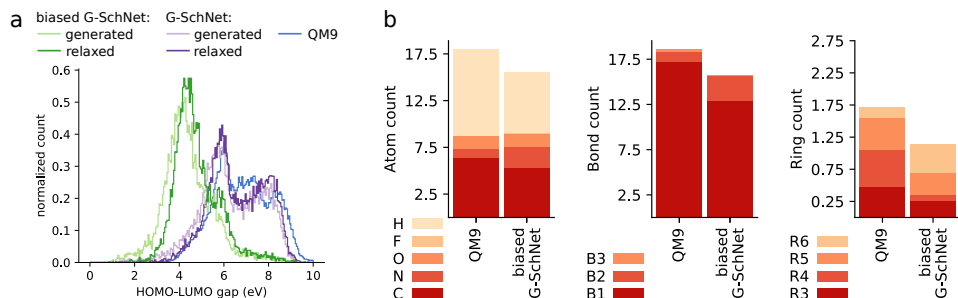 a
biased G-SchNet:
generated
relaxed
G-SchNet:
generated
relaxed
QM9
normalized count
0.6
0.5
0.4
0.3
0.2
0.1
0.0
0
2
4
6
8
10
HOMO-LUMO gap (eV)
b
Atom count
17.5
12.5
7.5
2.5
QM9
biased
G-SchNet
H
F
O
N
C
Bond count
17.5
12.5
7.5
2.5
QM9
biased
G-SchNet
B3
B2
B1
Ring count
2.75
2.25
1.75
1.25
0.75
0.25
QM9
biased
G-SchNet
R6
R5
R4
R3